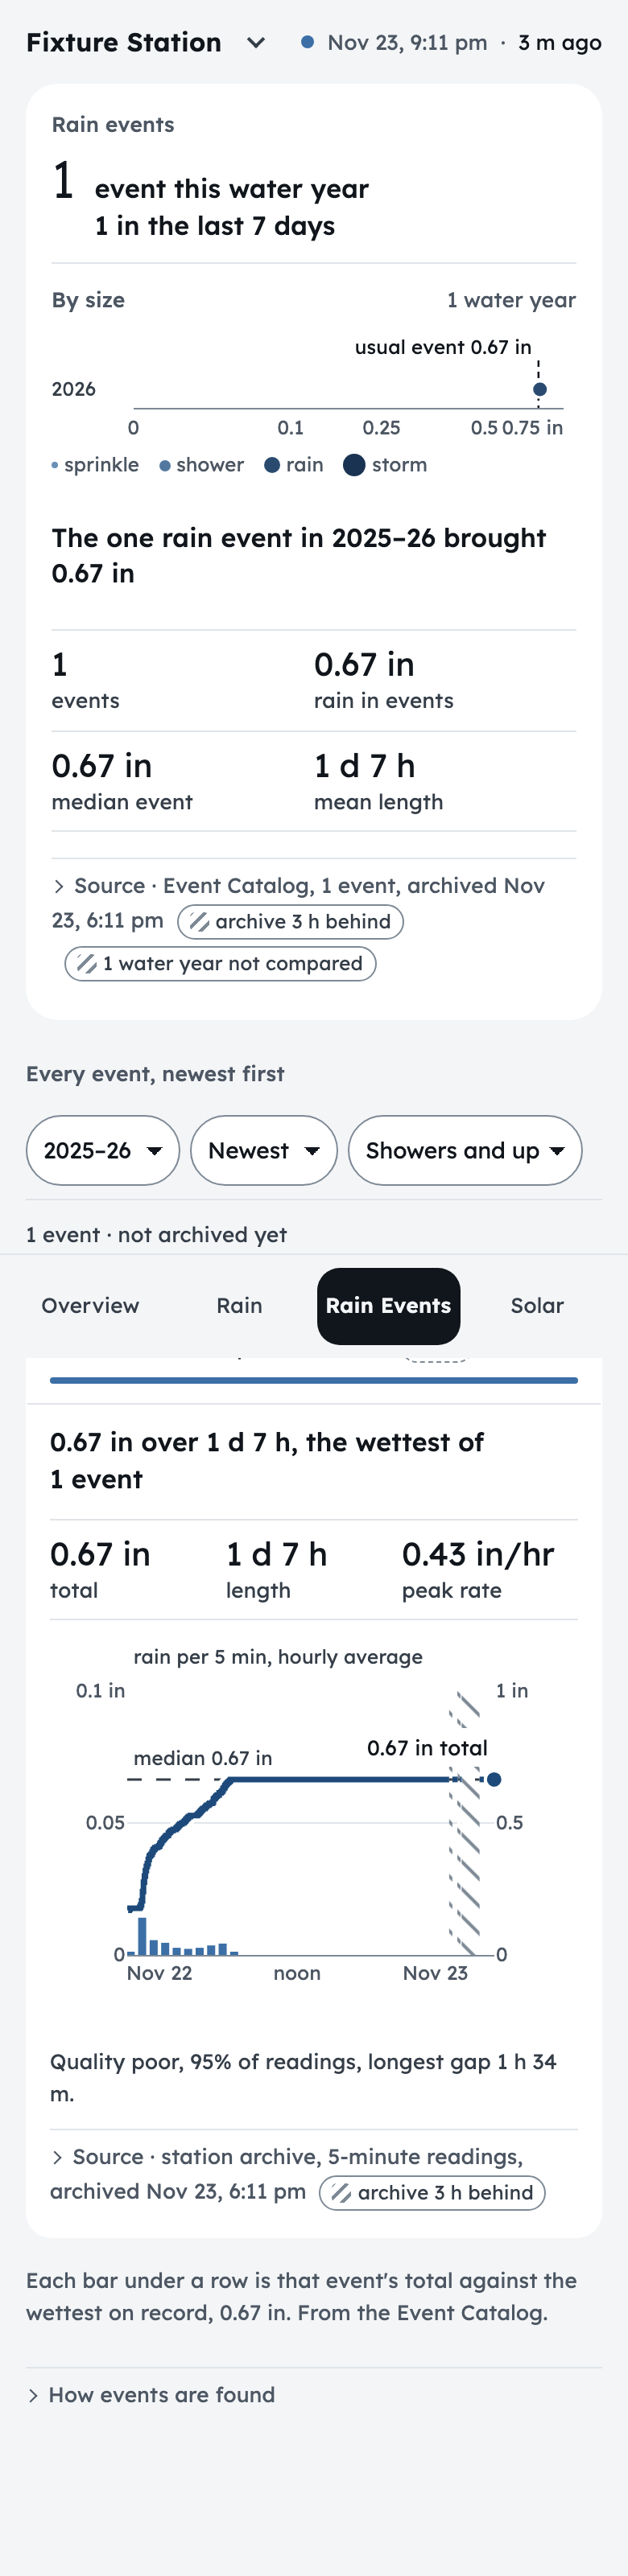 Fixture Station
Nov 23, 9:11 pm · 3 m ago
Rain events
1 event this water year
1 in the last 7 days
By size
1 water year
usual event 0.67 in
2026
0 0.1 0.25 0.5 0.75 in
sprinkle shower rain storm
The one rain event in 2025–26 brought
0.67 in
1 0.67 in
events rain in events
0.67 in 1 d 7 h
median event mean length
Source · Event Catalog, 1 event, archived Nov
23, 6:11 pm archive 3 h behind
1 water year not compared
Every event, newest first
2025–26 Newest Showers and up
1 event · not archived yet
Overview Rain Rain Events Solar
0.67 in over 1 d 7 h, the wettest of
1 event
0.67 in 1 d 7 h 0.43 in/hr
total length peak rate
rain per 5 min, hourly average
0.1 in 1 in
0.67 in total
median 0.67 in
0.05 0.5
0 0
Nov 22 noon Nov 23
Quality poor, 95% of readings, longest gap 1 h 34
m.
Source · station archive, 5-minute readings,
archived Nov 23, 6:11 pm archive 3 h behind
Each bar under a row is that event's total against the
wettest on record, 0.67 in. From the Event Catalog.
How events are found